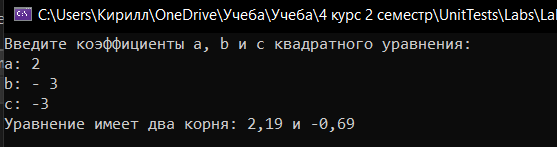 C:\Users\Кирилл\OneDrive\Учеба\Учеба\4 курс 2 семестр\UnitTests\Labs\La
Введите коэффициенты a, b и c квадратного уравнения:
a: 2
b: - 3
c: -3
Уравнение имеет два корня: 2,19 и -0,69